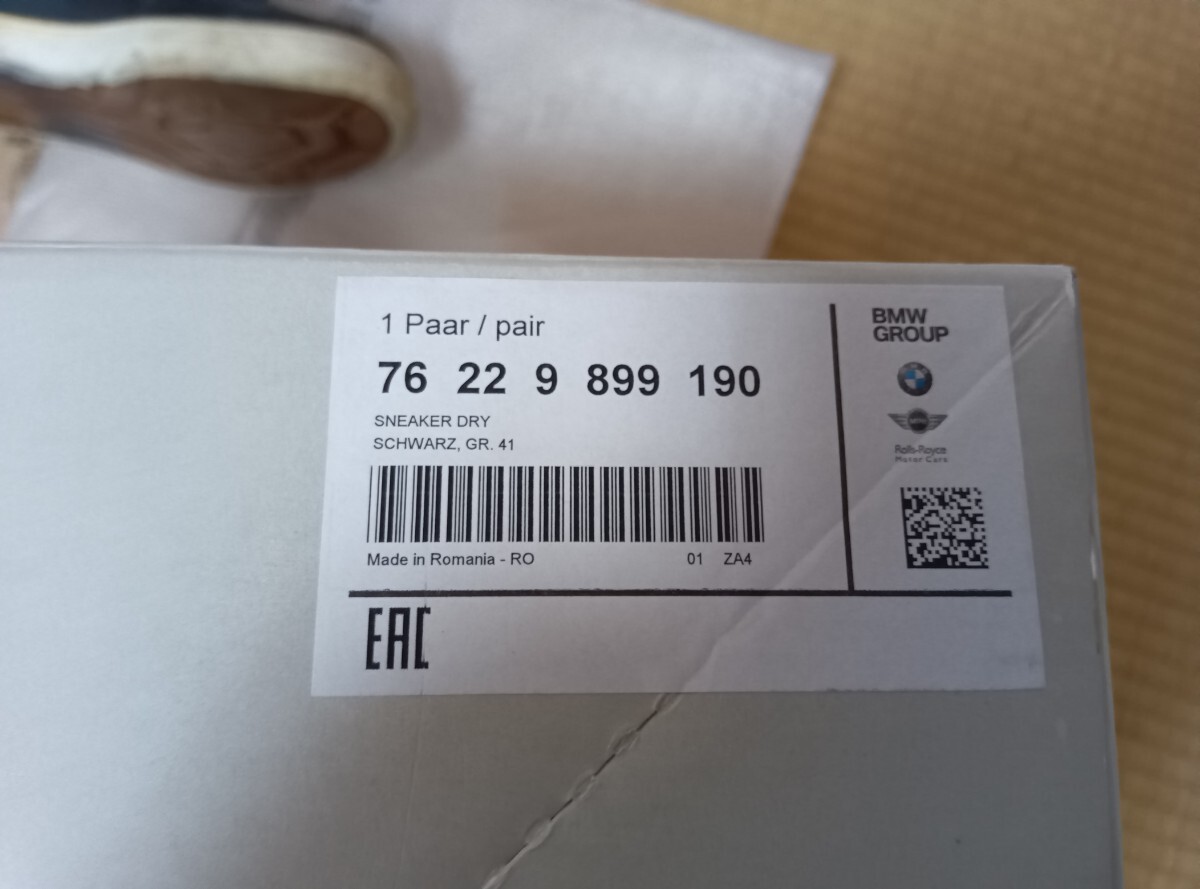 1 Paar / pair
76 22 9 899 190
SNEAKER DRY
SCHWARZ, GR. 41
Made in Romania - RO 01 ZA4
EAC
BMW
GROUP
Rolls-Royce
Motor Cars